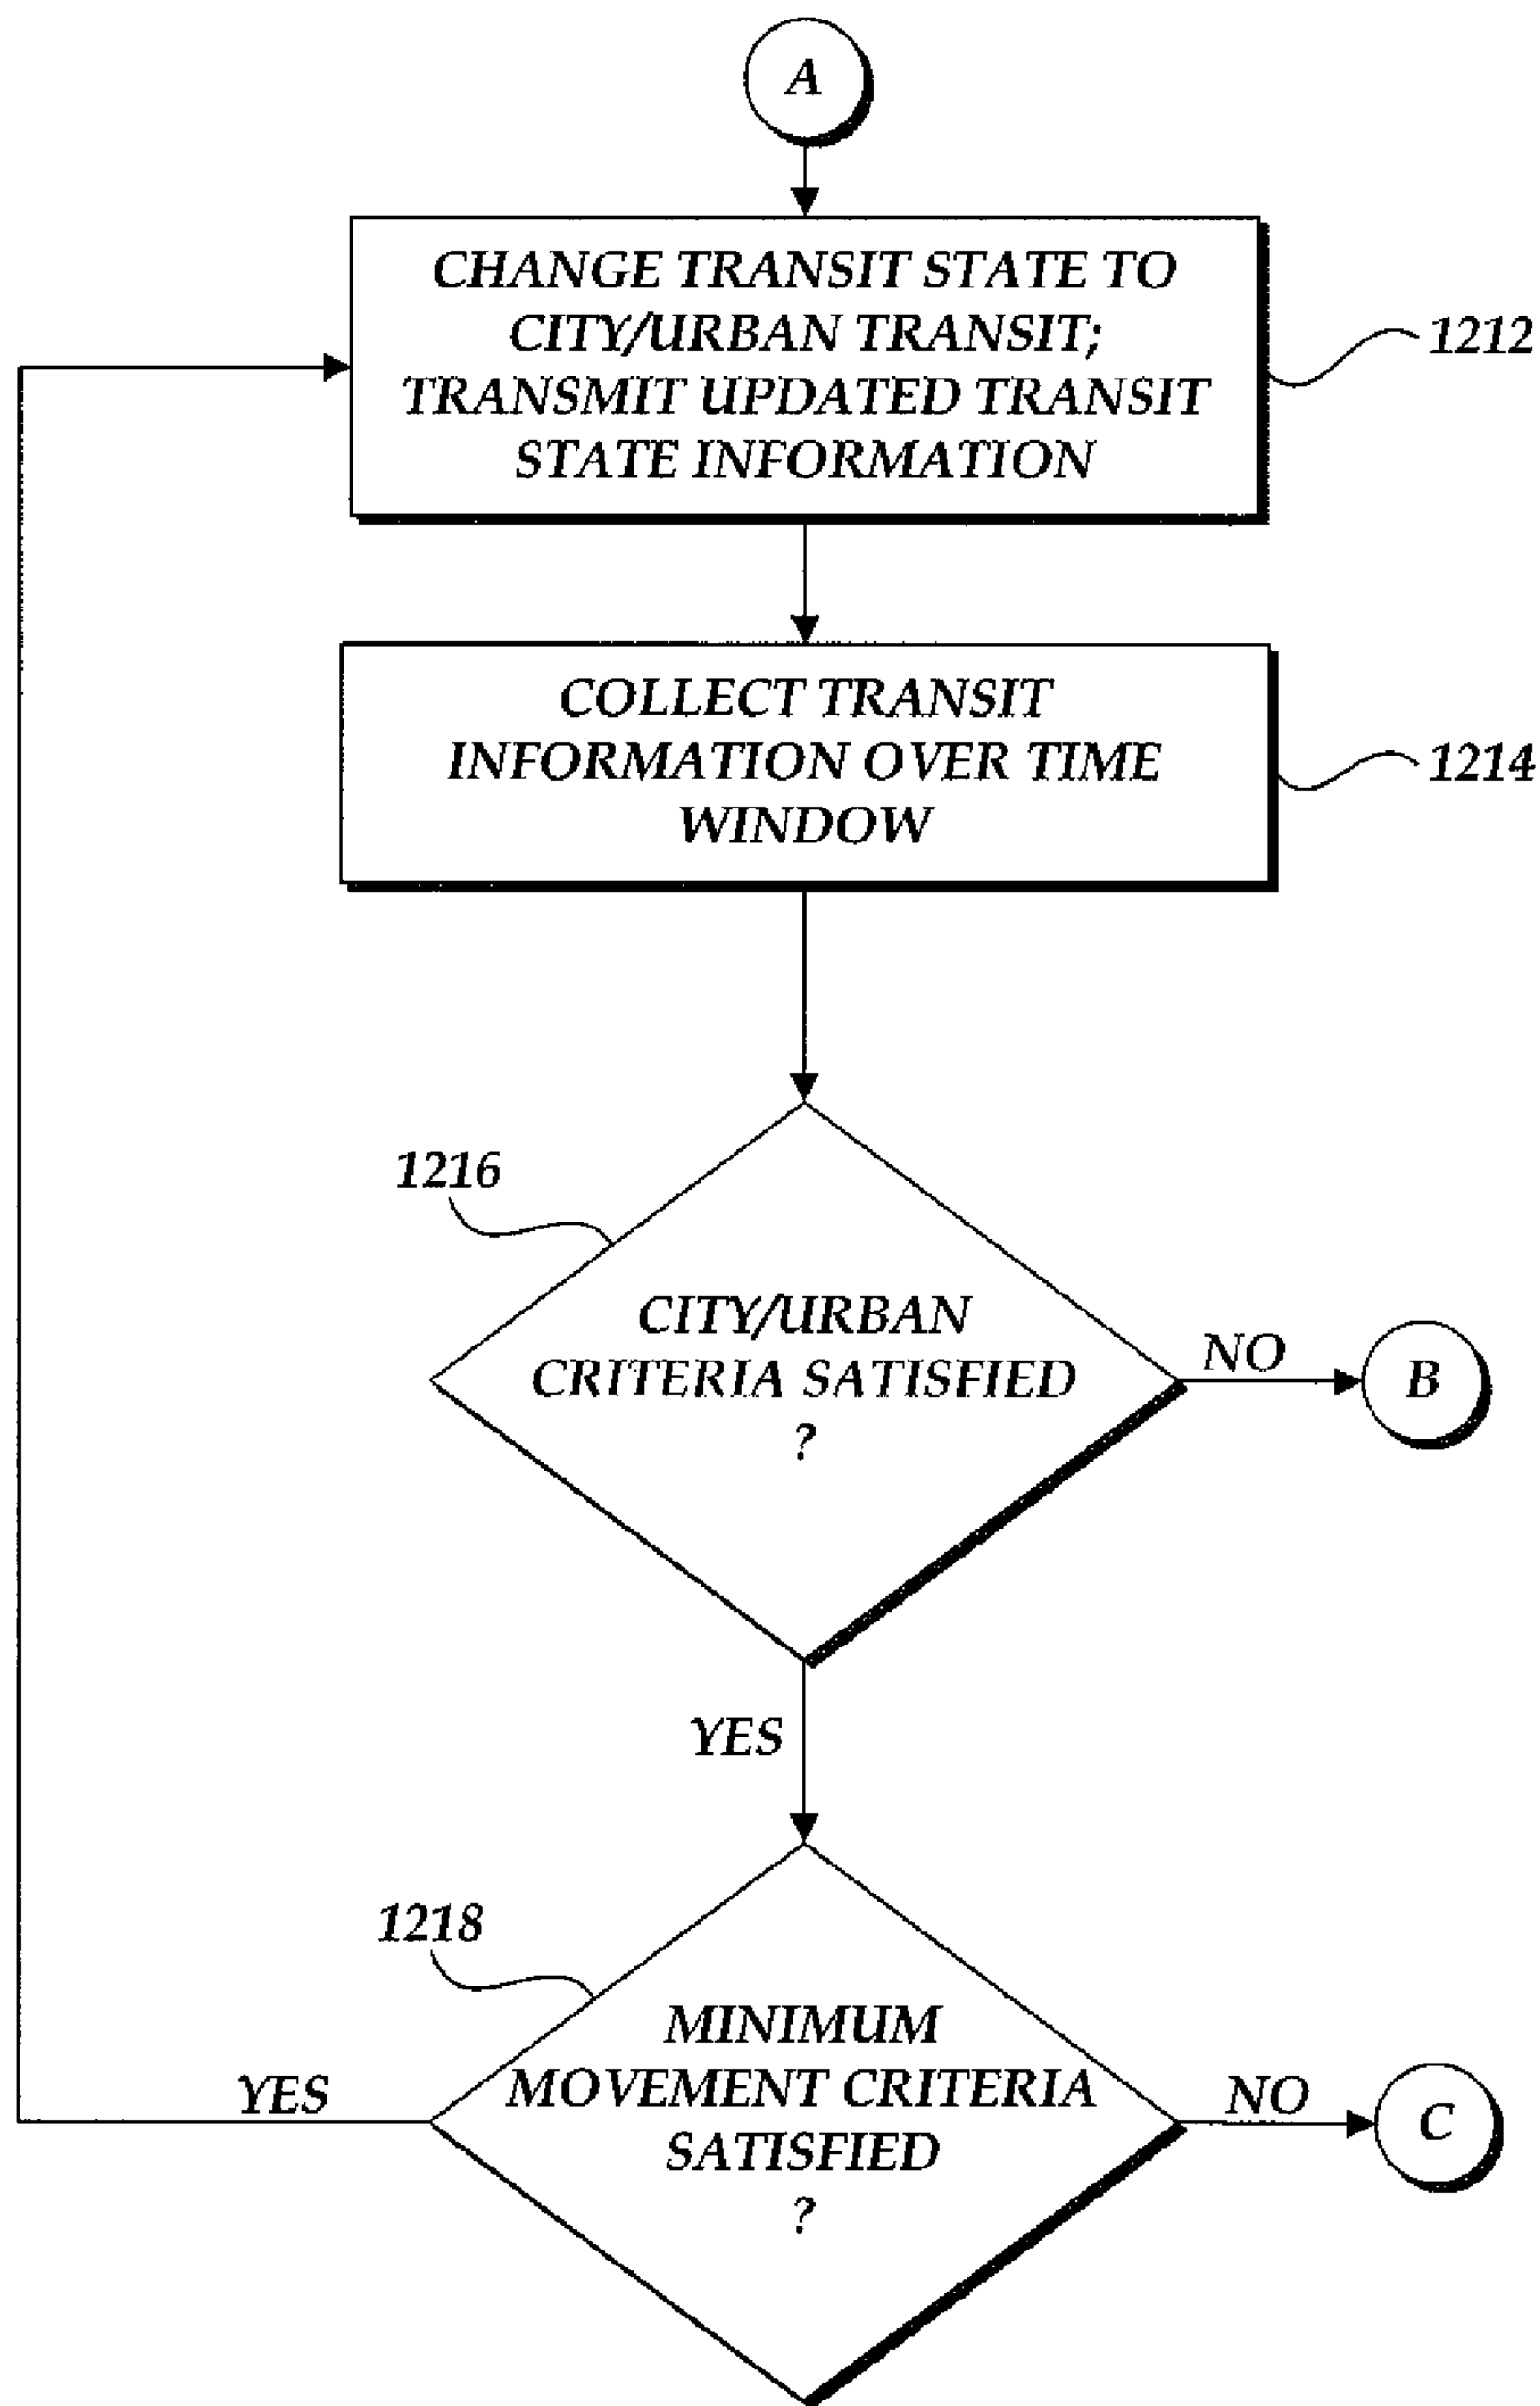 A
CHANGE TRANSIT STATE TO
CITY/URBAN TRANSIT;
TRANSMIT UPDATED TRANSIT
STATE INFORMATION
1212
COLLECT TRANSIT
INFORMATION OVER TIME
WINDOW
1214
1216
CITY/URBAN
CRITERIA SATISFIED
?
NO
B
YES
1218
MINIMUM
MOVEMENT CRITERIA
SATISFIED
?
YES
NO
C